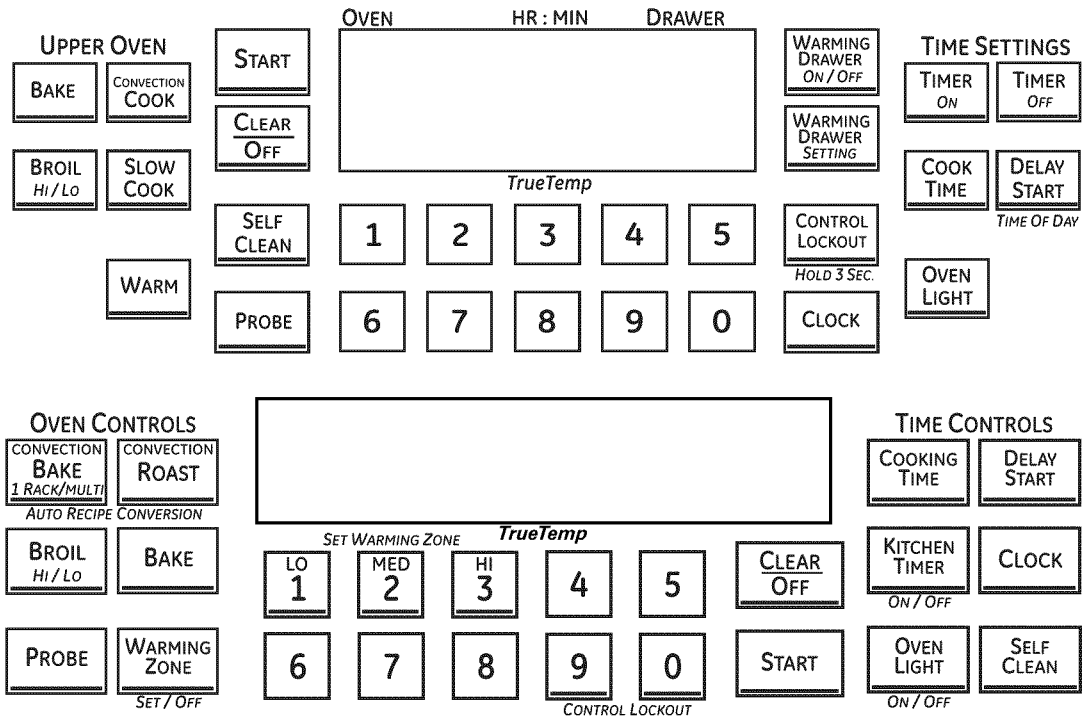 OVEN HR : MIN DRAWER
UPPER OVEN
BAKE
CONVECTION
COOK
BROIL
HI / LO
SLOW
COOK
WARM
START
CLEAR
OFF
SELF
CLEAN
PROBE
TrueTemp
1 2 3 4 5
6 7 8 9 0
WARMING
DRAWER
ON / OFF
WARMING
DRAWER
SETTING
CONTROL
LOCKOUT
HOLD 3 SEC.
CLOCK
TIME SETTINGS
TIMER
ON
TIMER
OFF
COOK
TIME
DELAY
START
TIME OF DAY
OVEN
LIGHT
OVEN CONTROLS
CONVECTION
BAKE
1 RACK/MULTI
CONVECTION
ROAST
AUTO RECIPE CONVERSION
BROIL
HI / LO
BAKE
PROBE
WARMING
ZONE
SET / OFF
SET WARMING ZONE TrueTemp
LO MED HI
1 2 3 4 5
6 7 8 9 0
CONTROL LOCKOUT
CLEAR
OFF
START
TIME CONTROLS
COOKING
TIME
DELAY
START
KITCHEN
TIMER
ON / OFF
CLOCK
OVEN
LIGHT
ON / OFF
SELF
CLEAN